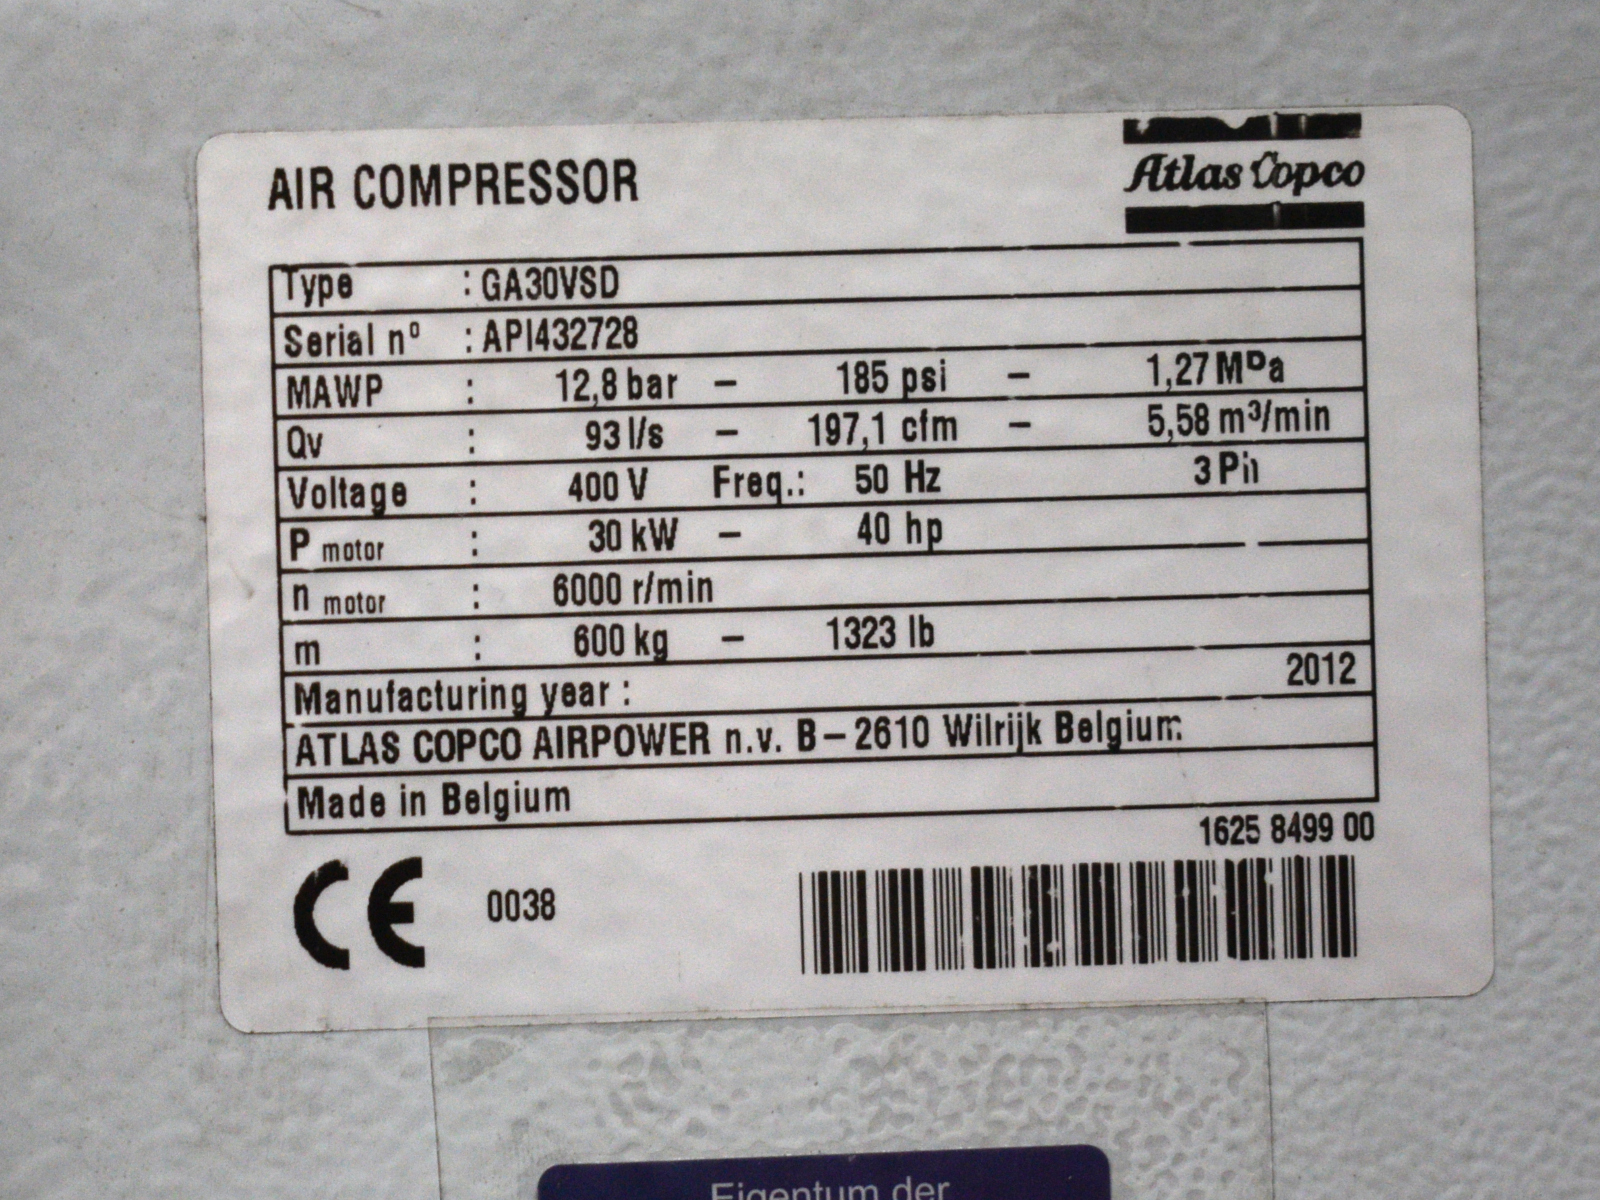 AIR COMPRESSOR
Atlas Copco
Type : GA30VSD
Serial nº : API432728
MAWP : 12,8 bar – 185 psi – 1,27 MPa
Qv : 93 l/s – 197,1 cfm – 5,58 m³/min
Voltage : 400 V Freq.: 50 Hz 3 Ph
P motor : 30 kW – 40 hp
n motor : 6000 r/min
m : 600 kg – 1323 lb
Manufacturing year : 2012
ATLAS COPCO AIRPOWER n.v. B – 2610 Wilrijk Belgium
Made in Belgium
1625 8499 00
CE 0038
Eigentum der